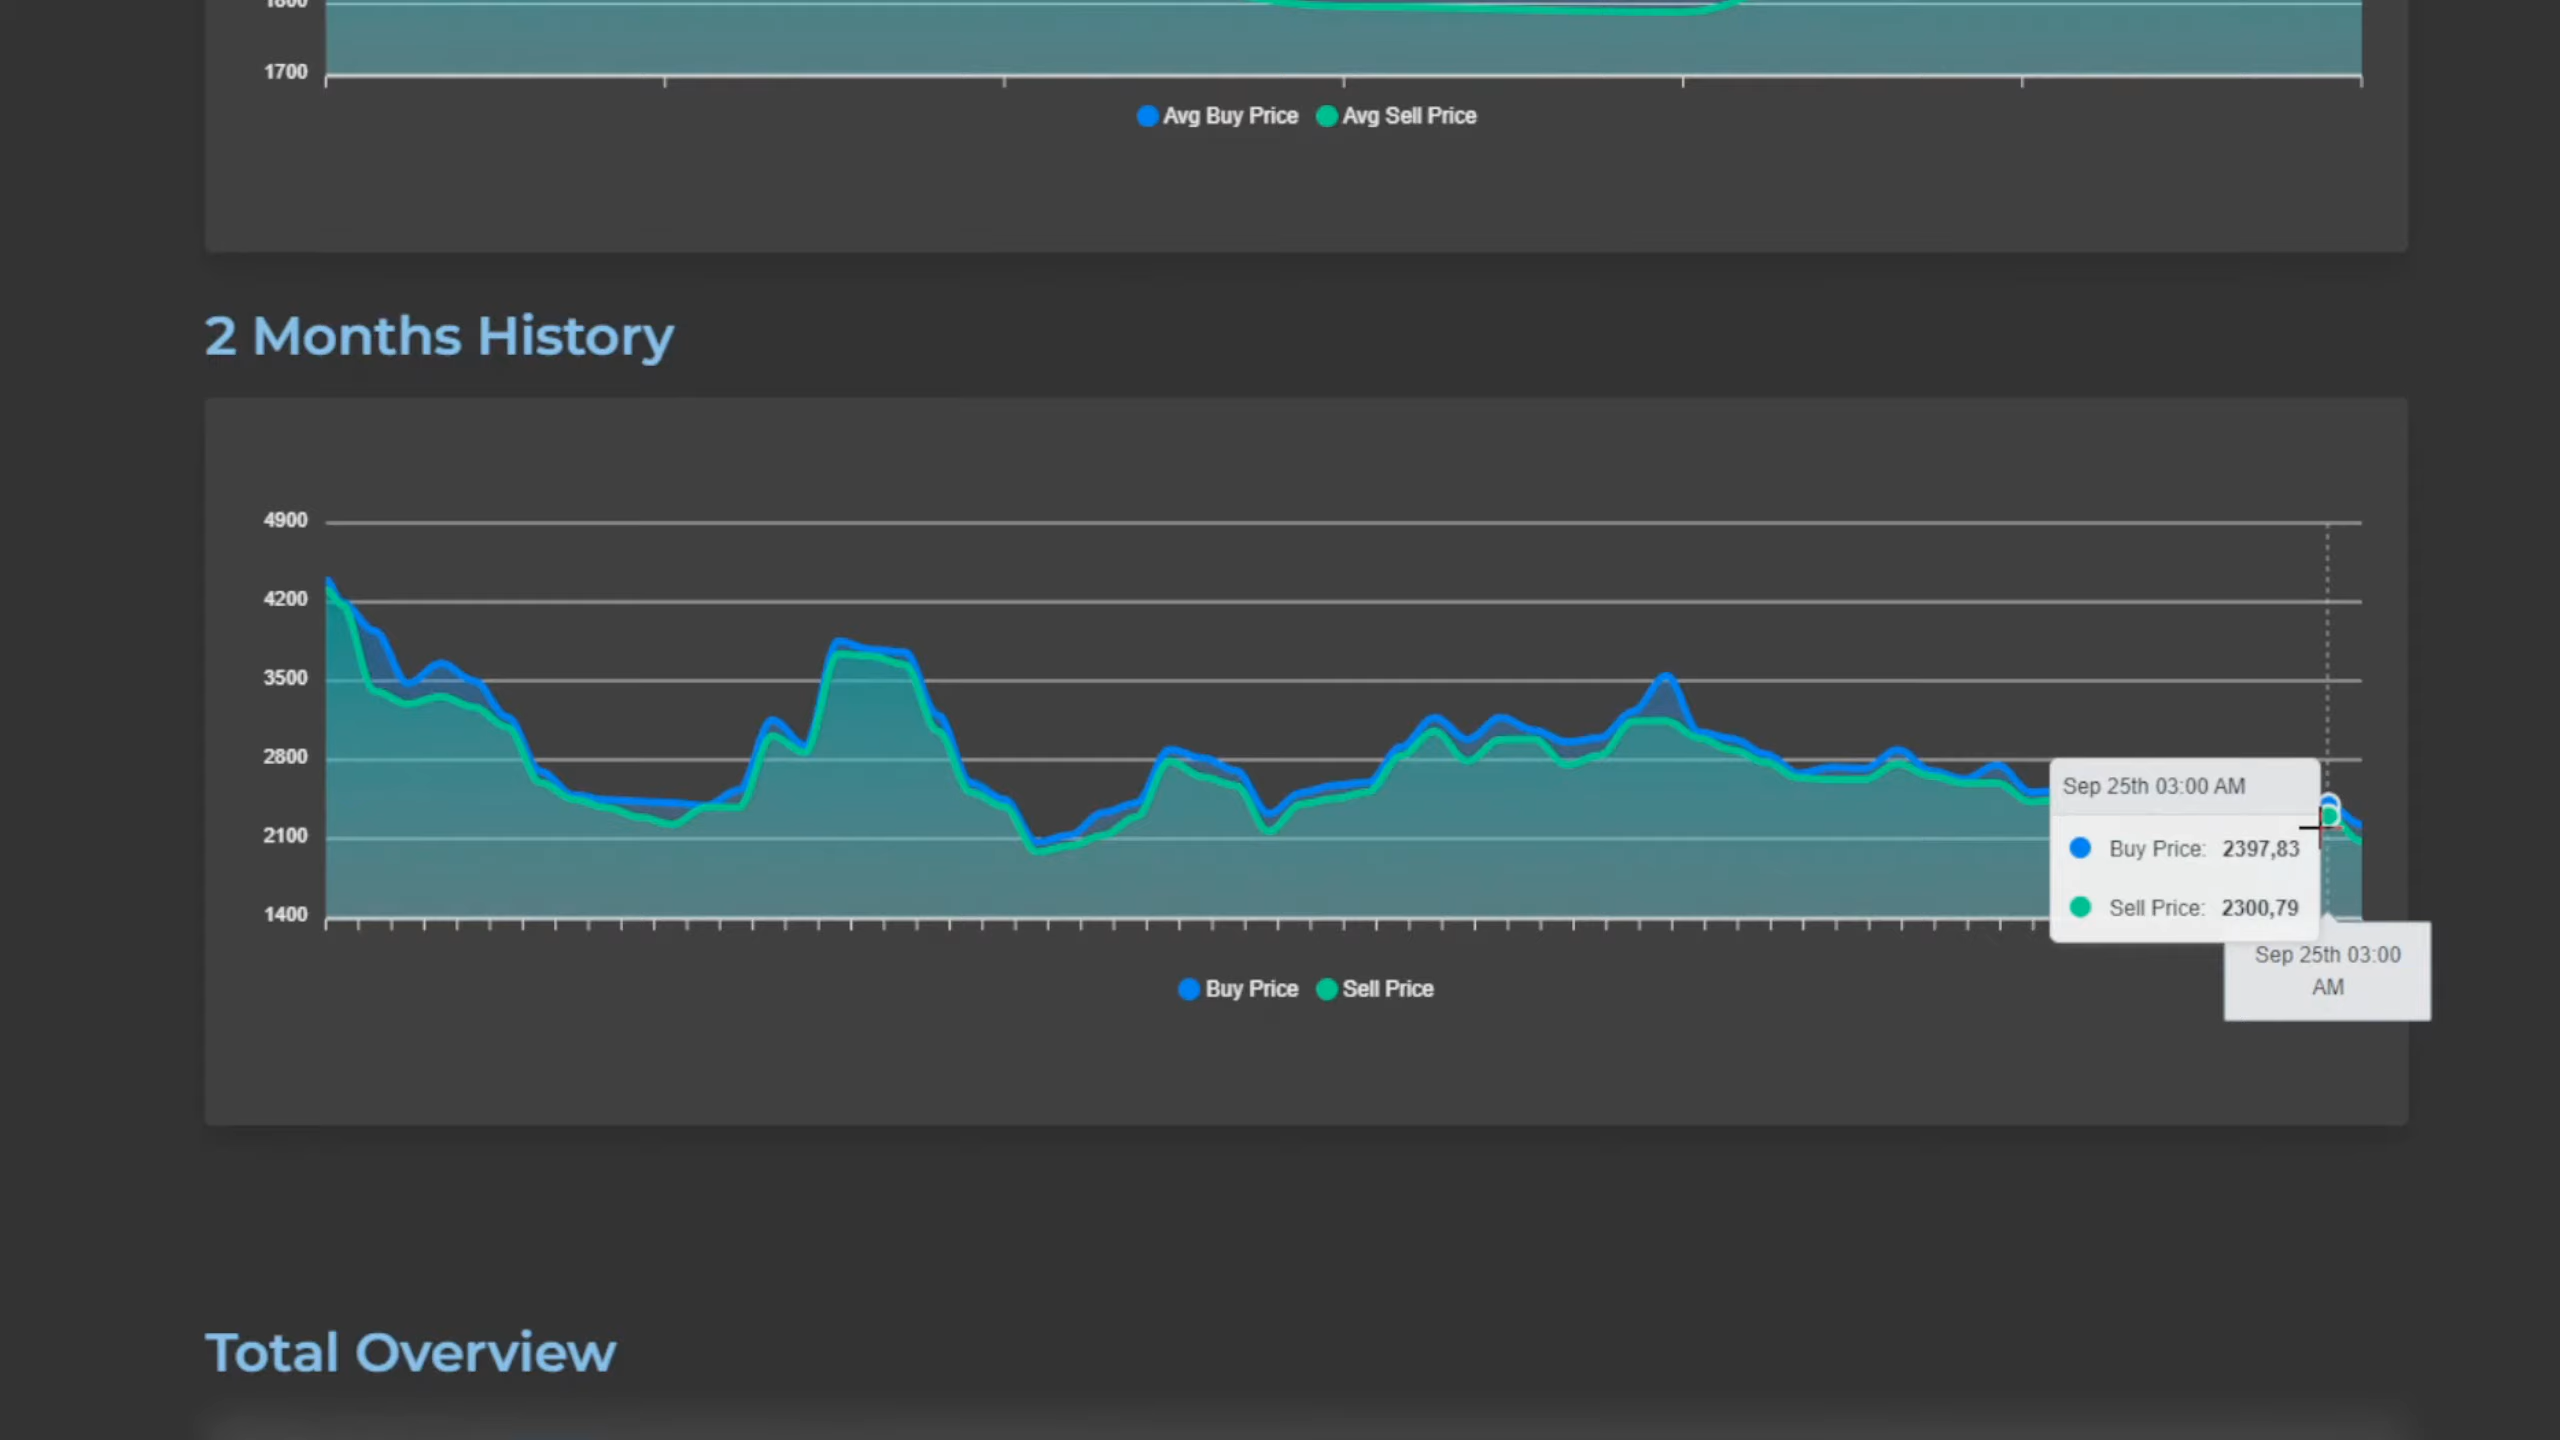 1800
1700
Avg Buy Price Avg Sell Price
2 Months History
4900
4200
3500
2800
2100
1400
Sep 25th 03:00 AM
Buy Price: 2397,83
Sell Price: 2300,79
Sep 25th 03:00
AM
Buy Price Sell Price
Total Overview